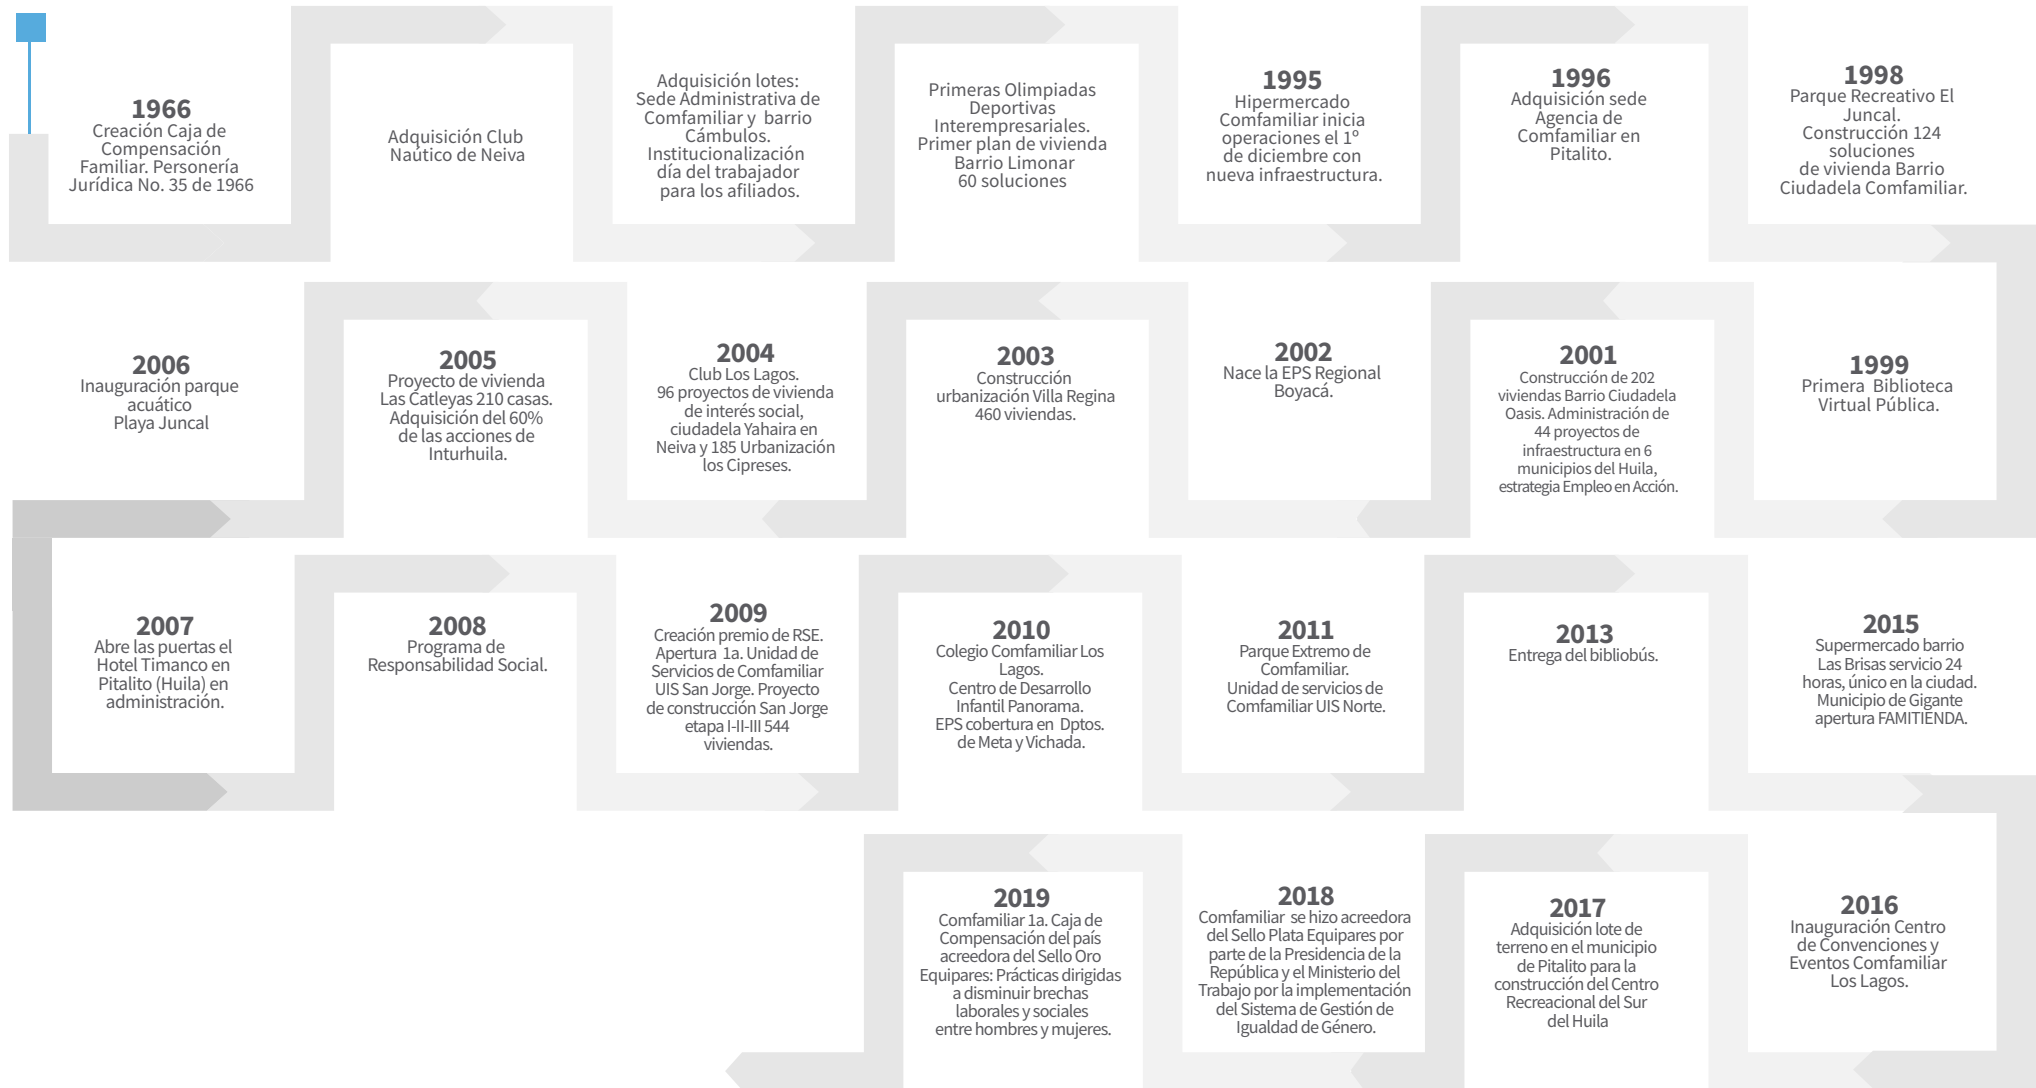 1966
Creación Caja de
Compensación
Familiar. Personería
Jurídica No. 35 de 1966
Adquisición Club
Naútico de Neiva
Adquisición lotes:
Sede Administrativa de
Comfamiliar y barrio
Cámbulos.
Institucionalización
día del trabajador
para los afiliados.
Primeras Olimpiadas
Deportivas
Interempresariales.
Primer plan de vivienda
Barrio Limonar
60 soluciones
1995
Hipermercado
Comfamiliar inicia
operaciones el 1º
de diciembre con
nueva infraestructura.
1996
Adquisición sede
Agencia de
Comfamiliar en
Pitalito.
1998
Parque Recreativo El
Juncal.
Construcción 124
soluciones
de vivienda Barrio
Ciudadela Comfamiliar.
1999
Primera Biblioteca
Virtual Pública.
2001
Construcción de 202
viviendas Barrio Ciudadela
Oasis. Administración de
44 proyectos de
infraestructura en 6
municipios del Huila,
estrategia Empleo en Acción.
2002
Nace la EPS Regional
Boyacá.
2003
Construcción
urbanización Villa Regina
460 viviendas.
2004
Club Los Lagos.
96 proyectos de vivienda
de interés social,
ciudadela Yahaira en
Neiva y 185 Urbanización
los Cipreses.
2005
Proyecto de vivienda
Las Catleyas 210 casas.
Adquisición del 60%
de las acciones de
Inturhuila.
2006
Inauguración parque
acuático
Playa Juncal
2007
Abre las puertas el
Hotel Timanco en
Pitalito (Huila) en
administración.
2008
Programa de
Responsabilidad Social.
2009
Creación premio de RSE.
Apertura 1a. Unidad de
Servicios de Comfamiliar
UIS San Jorge. Proyecto
de construcción San Jorge
etapa I-II-III 544
viviendas.
2010
Colegio Comfamiliar Los
Lagos.
Centro de Desarrollo
Infantil Panorama.
EPS cobertura en Dptos.
de Meta y Vichada.
2011
Parque Extremo de
Comfamiliar.
Unidad de servicios de
Comfamiliar UIS Norte.
2013
Entrega del bibliobús.
2015
Supermercado barrio
Las Brisas servicio 24
horas, único en la ciudad.
Municipio de Gigante
apertura FAMITIENDA.
2016
Inauguración Centro
de Convenciones y
Eventos Comfamiliar
Los Lagos.
2017
Adquisición lote de
terreno en el municipio
de Pitalito para la
construcción del Centro
Recreacional del Sur
del Huila
2018
Comfamiliar se hizo acreedora
del Sello Plata Equipares por
parte de la Presidencia de la
República y el Ministerio del
Trabajo por la implementación
del Sistema de Gestión de
Igualdad de Género.
2019
Comfamiliar 1a. Caja de
Compensación del país
acreedora del Sello Oro
Equipares: Prácticas dirigidas
a disminuir brechas
laborales y sociales
entre hombres y mujeres.